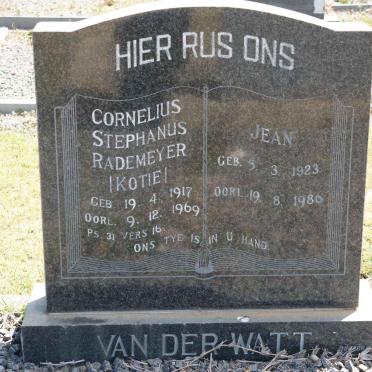 HIER RUS ONS
CORNELIUS
STEPHANUS
RADEMEYER
[KOTIE]
GEB. 19. 4. 1917
OORL. 9. 12. 1969
PS. 31 VERS 16
ONS TYE IS IN U HAND.
JEAN
GEB. 5. 3. 1923
OORL. 19. 8. 1986
VAN DER WATT